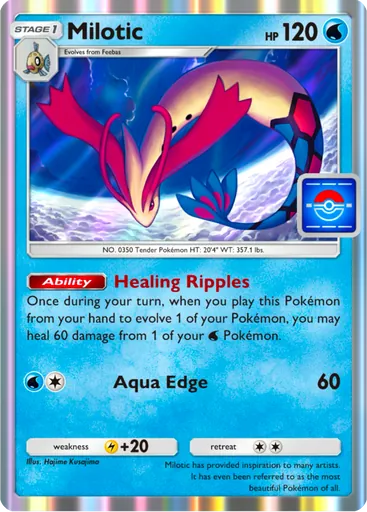 STAGE 1 Milotic HP 120
Evolves from Feebas
NO. 0350 Tender Pokémon HT: 20'4" WT: 357.1 lbs.
Ability Healing Ripples
Once during your turn, when you play this Pokémon
from your hand to evolve 1 of your Pokémon, you may
heal 60 damage from 1 of your Pokémon.
Aqua Edge 60
weakness +20 retreat
Illus. Hajime Kusajima
Milotic has provided inspiration to many artists.
It has even been referred to as the most
beautiful Pokémon of all.